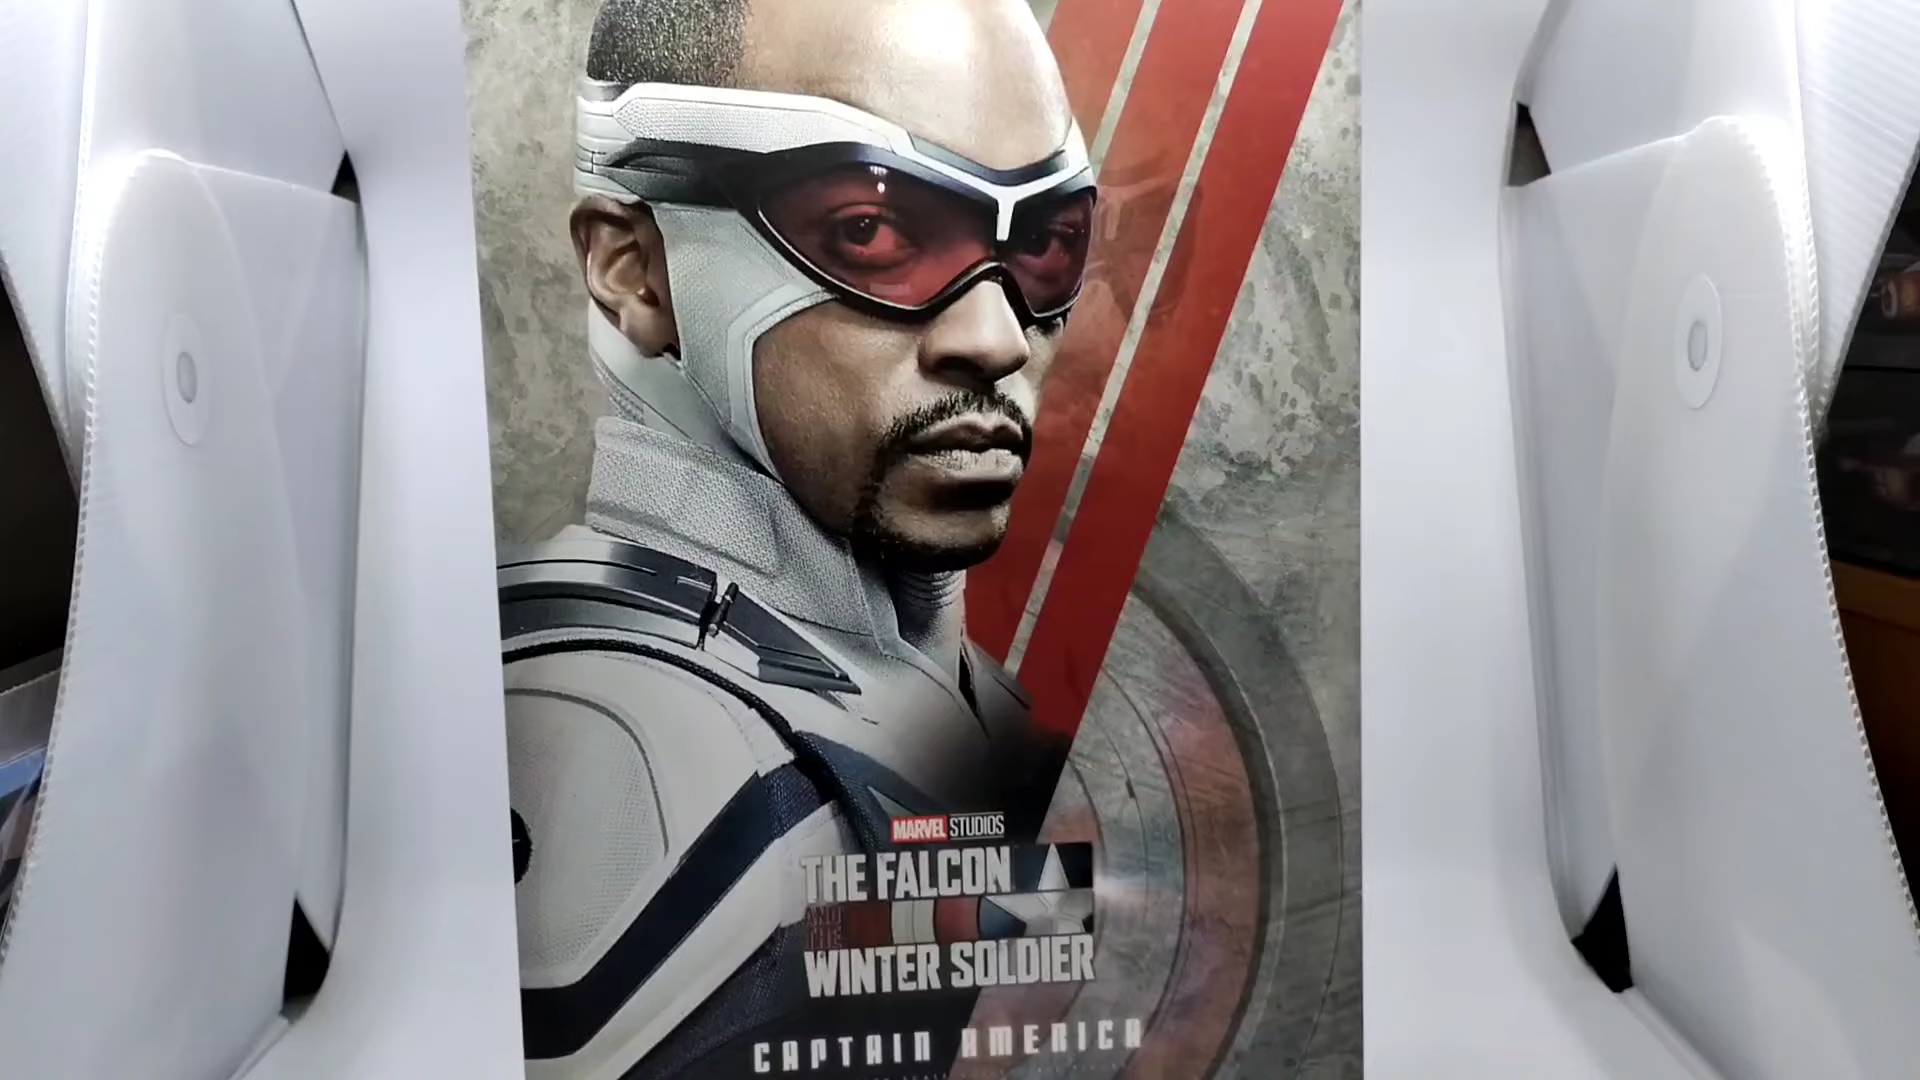 MARVEL STUDIOS
THE FALCON
AND
THE
WINTER SOLDIER
CAPTAIN AMERICA